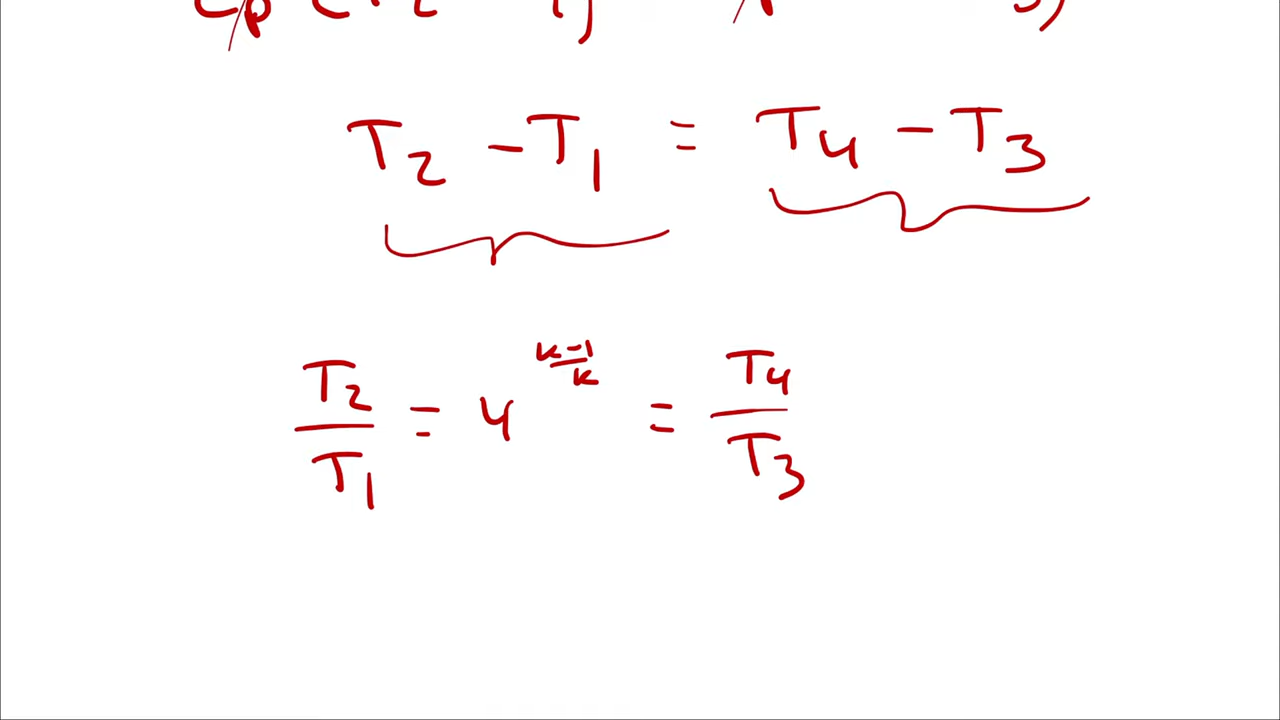 T₂ - T₁ = T₄ - T₃
T₂/T₁ = 4^((k-1)/k) = T₄/T₃